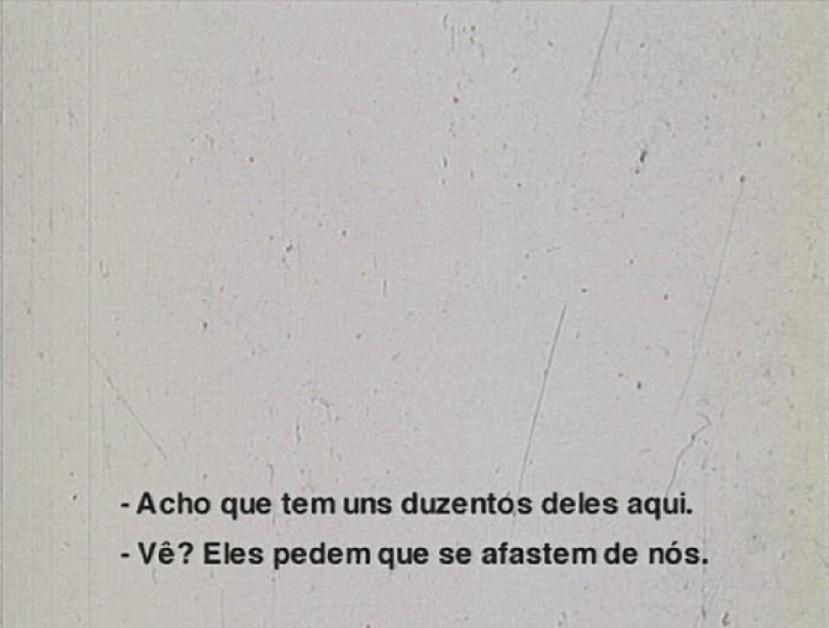 - Acho que tem uns duzentos deles aqui.
- Vê? Eles pedem que se afastem de nós.